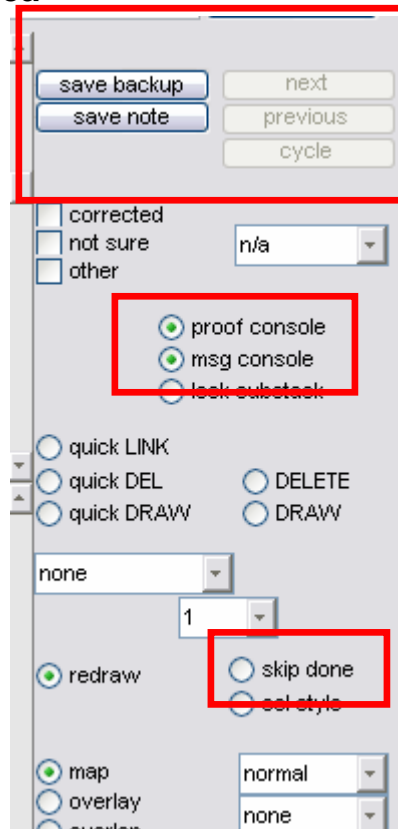 save backup next
save note previous
cycle
corrected
not sure n/a
other
proof console
msg console
quick LINK
quick DEL DELETE
quick DRAW DRAW
none
1
redraw skip done
map normal
overlay none